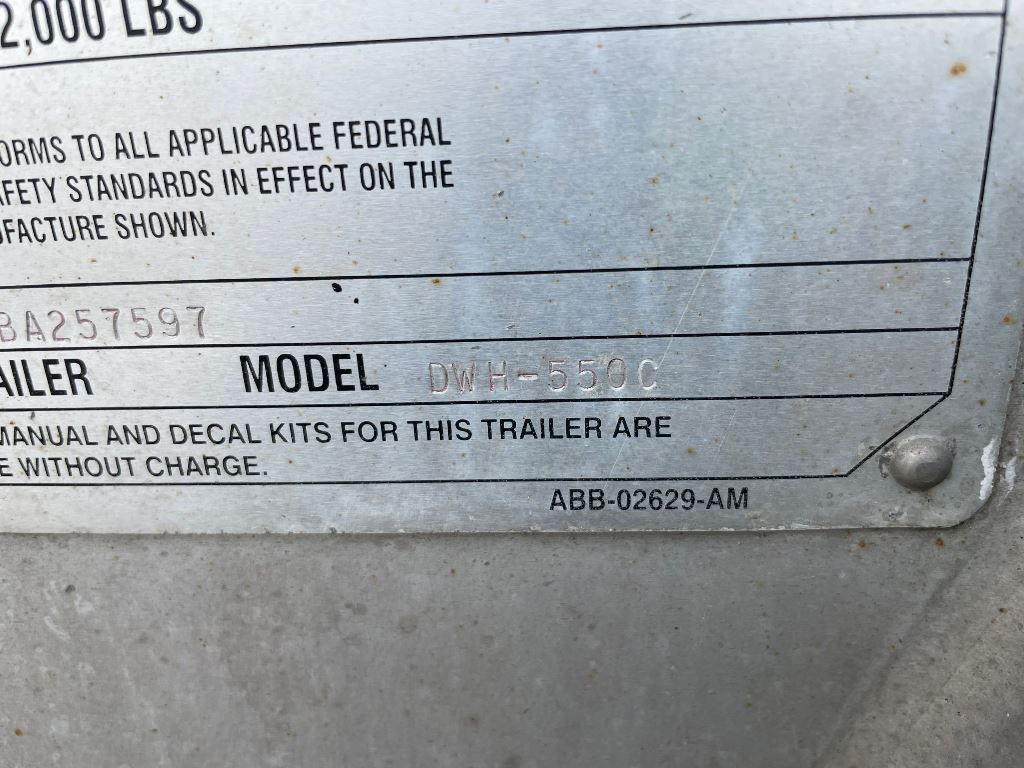 2,000 LBS
ORMS TO ALL APPLICABLE FEDERAL
AFETY STANDARDS IN EFFECT ON THE
UFACTURE SHOWN.
BA257597
AILER MODEL DWH-550C
MANUAL AND DECAL KITS FOR THIS TRAILER ARE
E WITHOUT CHARGE.
ABB-02629-AM